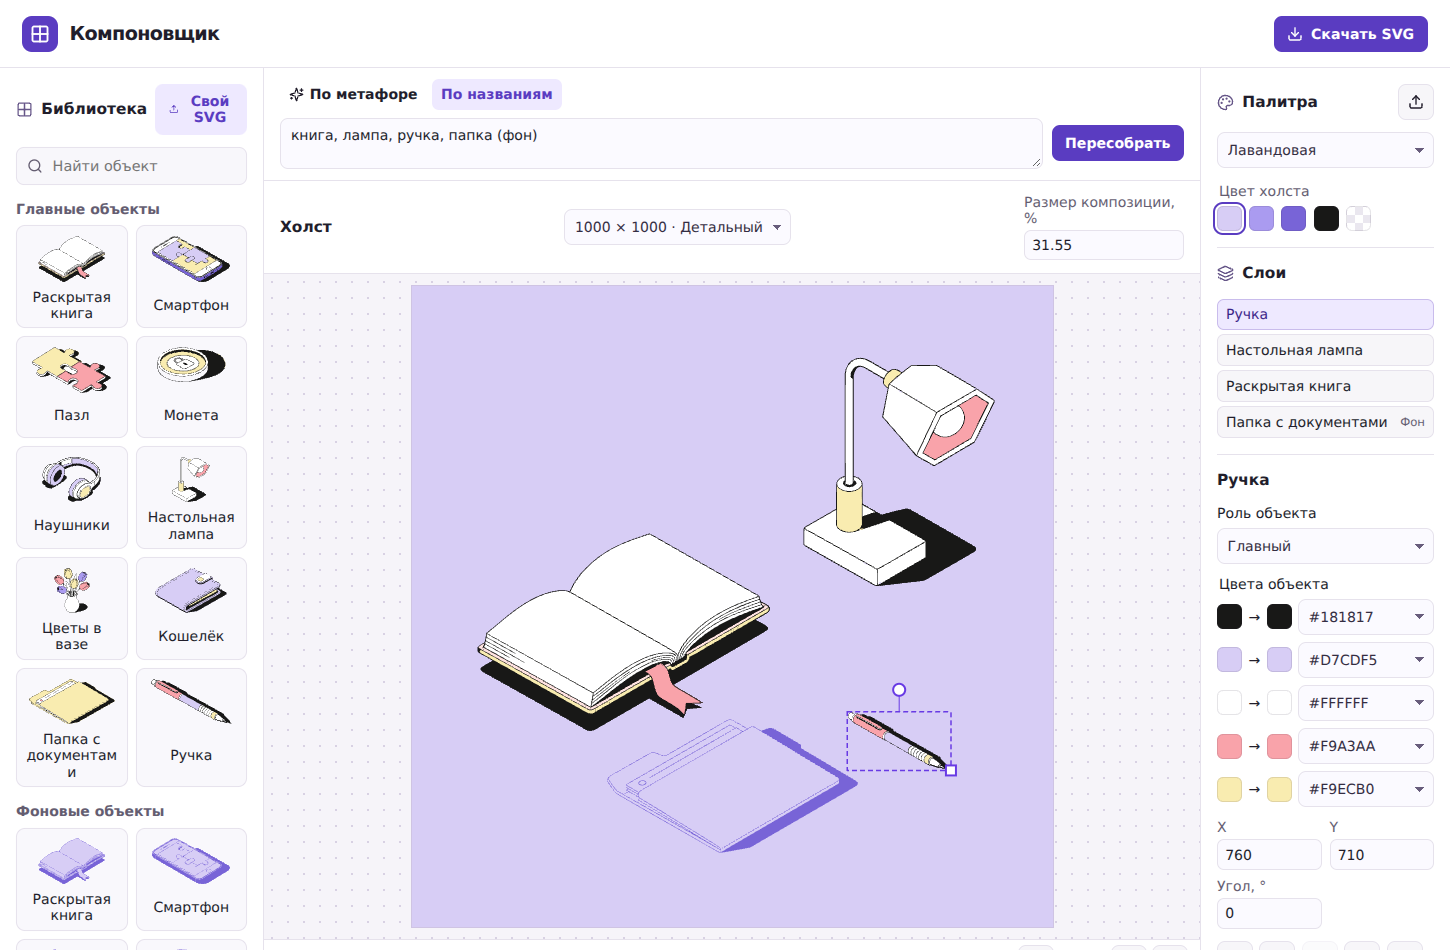 Компоновщик
Скачать SVG
Библиотека
Свой
SVG
Найти объект
Главные объекты
Раскрытая
книга
Смартфон
Пазл
Монета
Наушники
Настольная
лампа
Цветы в
вазе
Кошелёк
Папка с
документам
и
Ручка
Фоновые объекты
Раскрытая
книга
Смартфон
По метафоре
По названиям
книга, лампа, ручка, папка (фон)
Пересобрать
Холст
1000 × 1000 · Детальный
Размер композиции,
%
31.55
Палитра
Лавандовая
Цвет холста
Слои
Ручка
Настольная лампа
Раскрытая книга
Папка с документами Фон
Ручка
Роль объекта
Главный
Цвета объекта
→ #181817
→ #D7CDF5
→ #FFFFFF
→ #F9A3AA
→ #F9ECB0
X Y
760 710
Угол, °
0